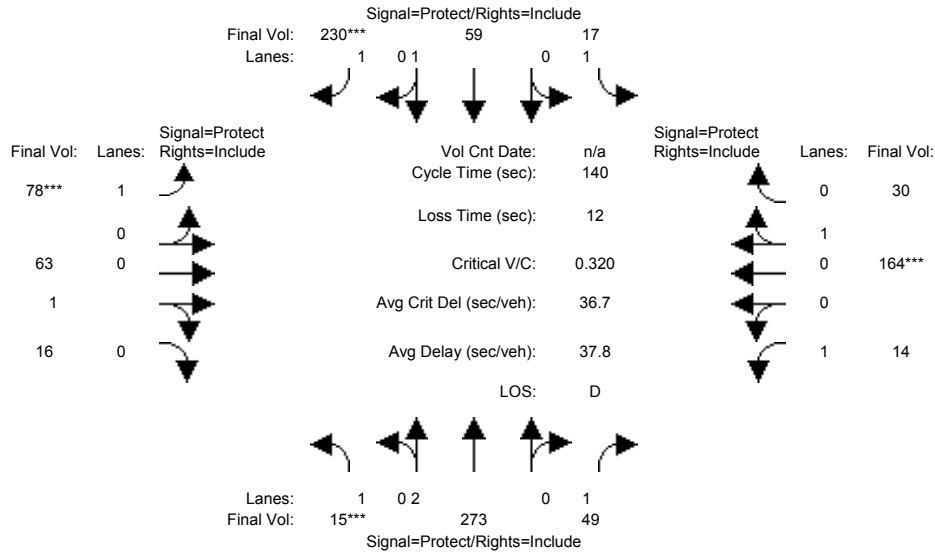 Signal=Protect/Rights=Include
Final Vol: 230*** 59 17
Lanes: 1 0 1 0 1
Signal=Protect Signal=Protect
Final Vol: Lanes: Rights=Include Vol Cnt Date: n/a Rights=Include Lanes: Final Vol:
78*** 1 Cycle Time (sec): 140 0 30
0 Loss Time (sec): 12 1
63 0 Critical V/C: 0.320 0 164***
1 0 Avg Crit Del (sec/veh): 36.7 0
16 0 Avg Delay (sec/veh): 37.8 1 14
LOS: D
Lanes: 1 0 2 0 1
Final Vol: 15*** 273 49
Signal=Protect/Rights=Include